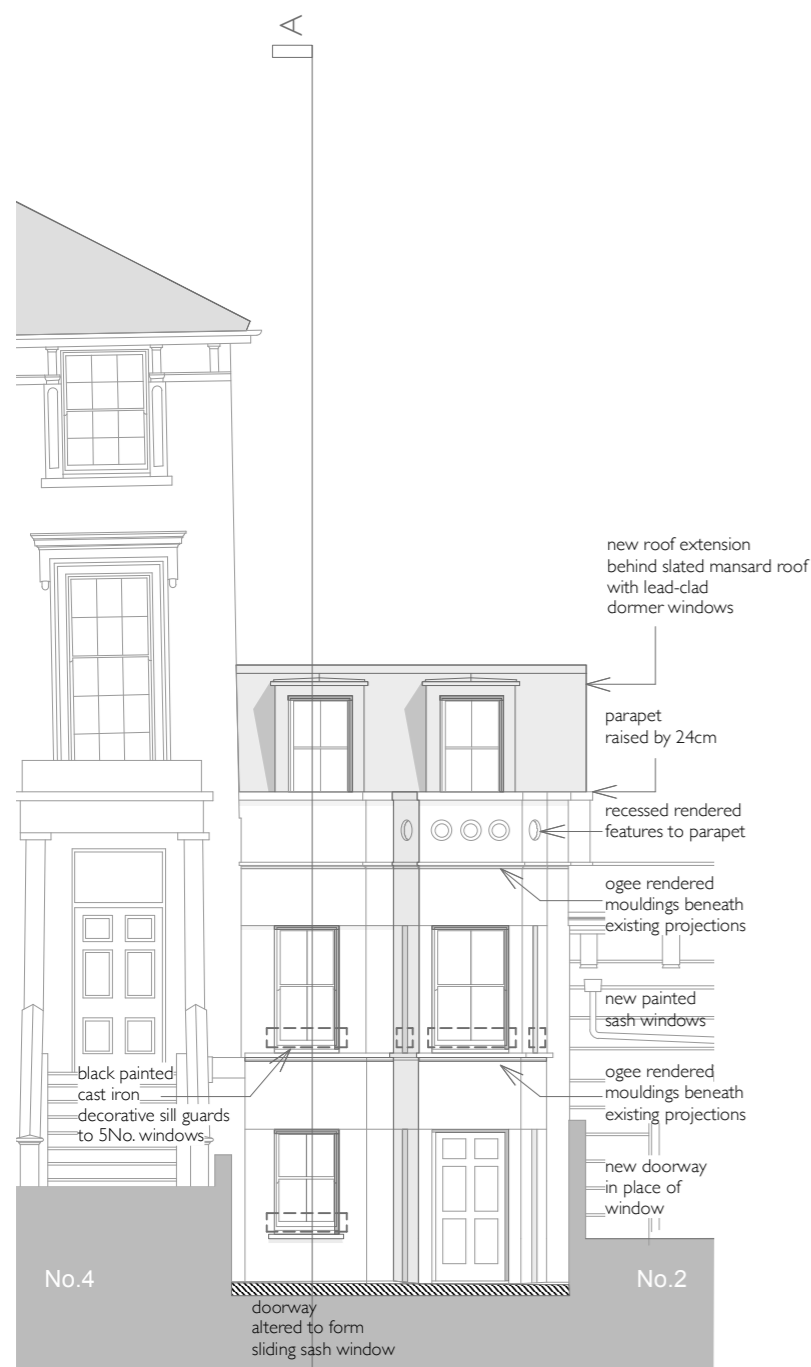 A
new roof extension
behind slated mansard roof
with lead-clad
dormer windows
parapet
raised by 24cm
recessed rendered
features to parapet
ogee rendered
mouldings beneath
existing projections
new painted
sash windows
black painted
cast iron
decorative sill guards
to 5No. windows
ogee rendered
mouldings beneath
existing projections
new doorway
in place of
window
No.4
No.2
doorway
altered to form
sliding sash window